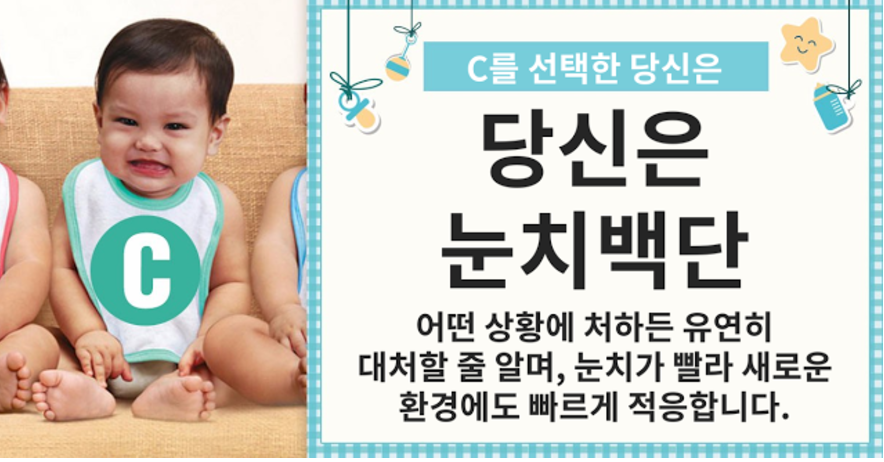 C
C를 선택한 당신은
당신은
눈치백단
어떤 상황에 처하든 유연히
대처할 줄 알며, 눈치가 빨라 새로운
환경에도 빠르게 적응합니다.